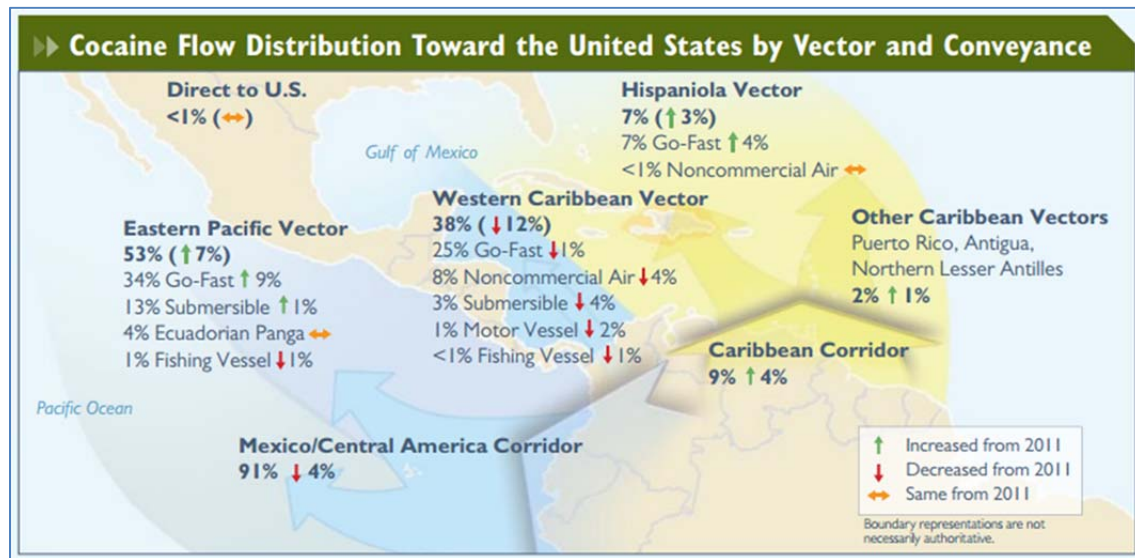 Cocaine Flow Distribution Toward the United States by Vector and Conveyance
Direct to U.S.
<1% (↔)
Gulf of Mexico
Hispaniola Vector
7% (↑3%)
7% Go-Fast ↑4%
<1% Noncommercial Air ↔
Eastern Pacific Vector
53% (↑7%)
34% Go-Fast ↑ 9%
13% Submersible ↑1%
4% Ecuadorian Panga ↔
1% Fishing Vessel ↓1%
Western Caribbean Vector
38% (↓12%)
25% Go-Fast ↓1%
8% Noncommercial Air ↓4%
3% Submersible ↓ 4%
1% Motor Vessel ↓ 2%
<1% Fishing Vessel ↓1%
Other Caribbean Vectors
Puerto Rico, Antigua,
Northern Lesser Antilles
2% ↑ 1%
Caribbean Corridor
9% ↑ 4%
Pacific Ocean
Mexico/Central America Corridor
91% ↓ 4%
↑ Increased from 2011
↓ Decreased from 2011
↔ Same from 2011
Boundary representations are not
necessarily authoritative.